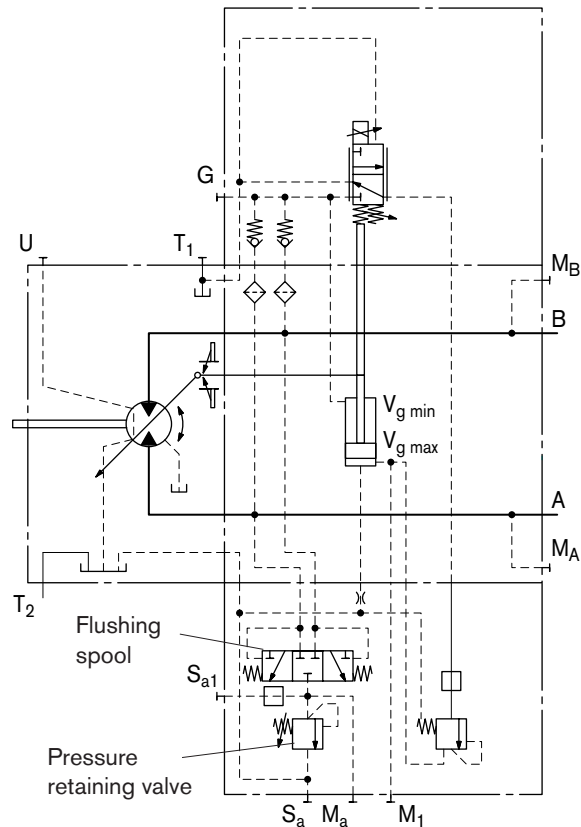 G
U
T1
MB
B
Vg min
Vg max
A
MA
T2
Flushing
spool
Sa1
Pressure
retaining valve
Sa
Ma
M1